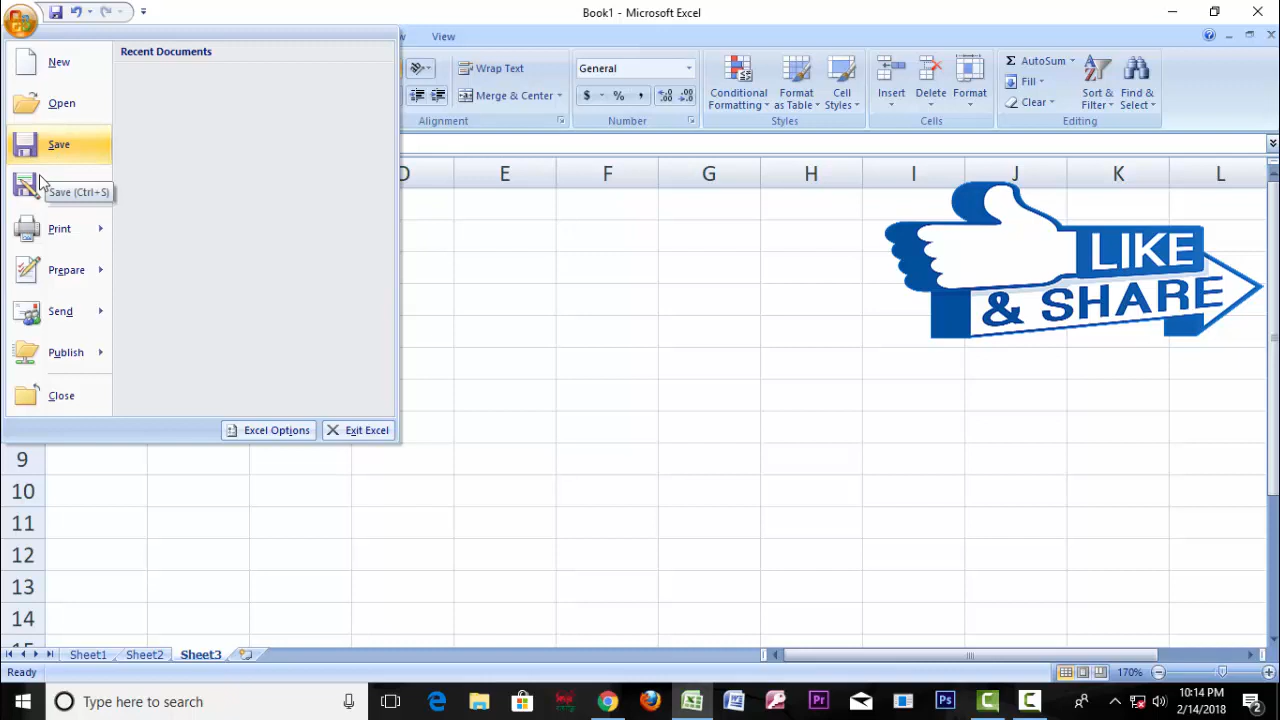 Book1 - Microsoft Excel
View
Recent Documents
New
Open
Save
Save (Ctrl+S)
Print
Prepare
Send
Publish
Close
Excel Options
Exit Excel
Wrap Text
Merge & Center
Alignment
General
$ % ,
Number
Conditional Formatting
Format as Table
Cell Styles
Styles
Insert
Delete
Format
Cells
AutoSum
Fill
Clear
Sort & Filter
Find & Select
Editing
D E F G H I J K L
LIKE
& SHARE
9
10
11
12
13
14
Sheet1 Sheet2 Sheet3
Ready
170%
Type here to search
10:14 PM
2/14/2018